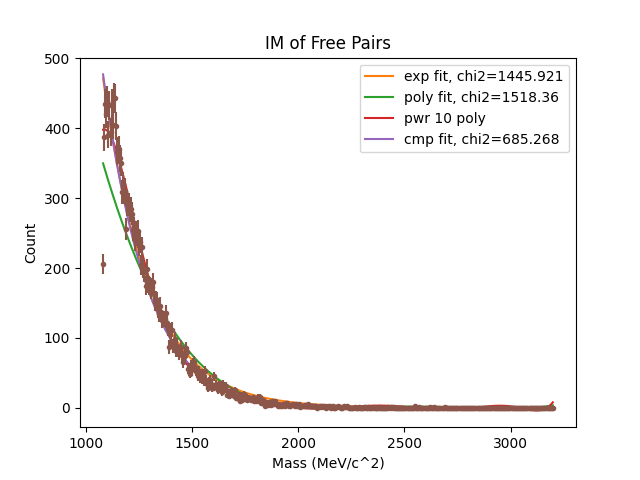 IM of Free Pairs
exp fit, chi2=1445.921
poly fit, chi2=1518.36
pwr 10 poly
cmp fit, chi2=685.268
Count
500
400
300
200
100
0
1000
1500
2000
2500
3000
Mass (MeV/c^2)